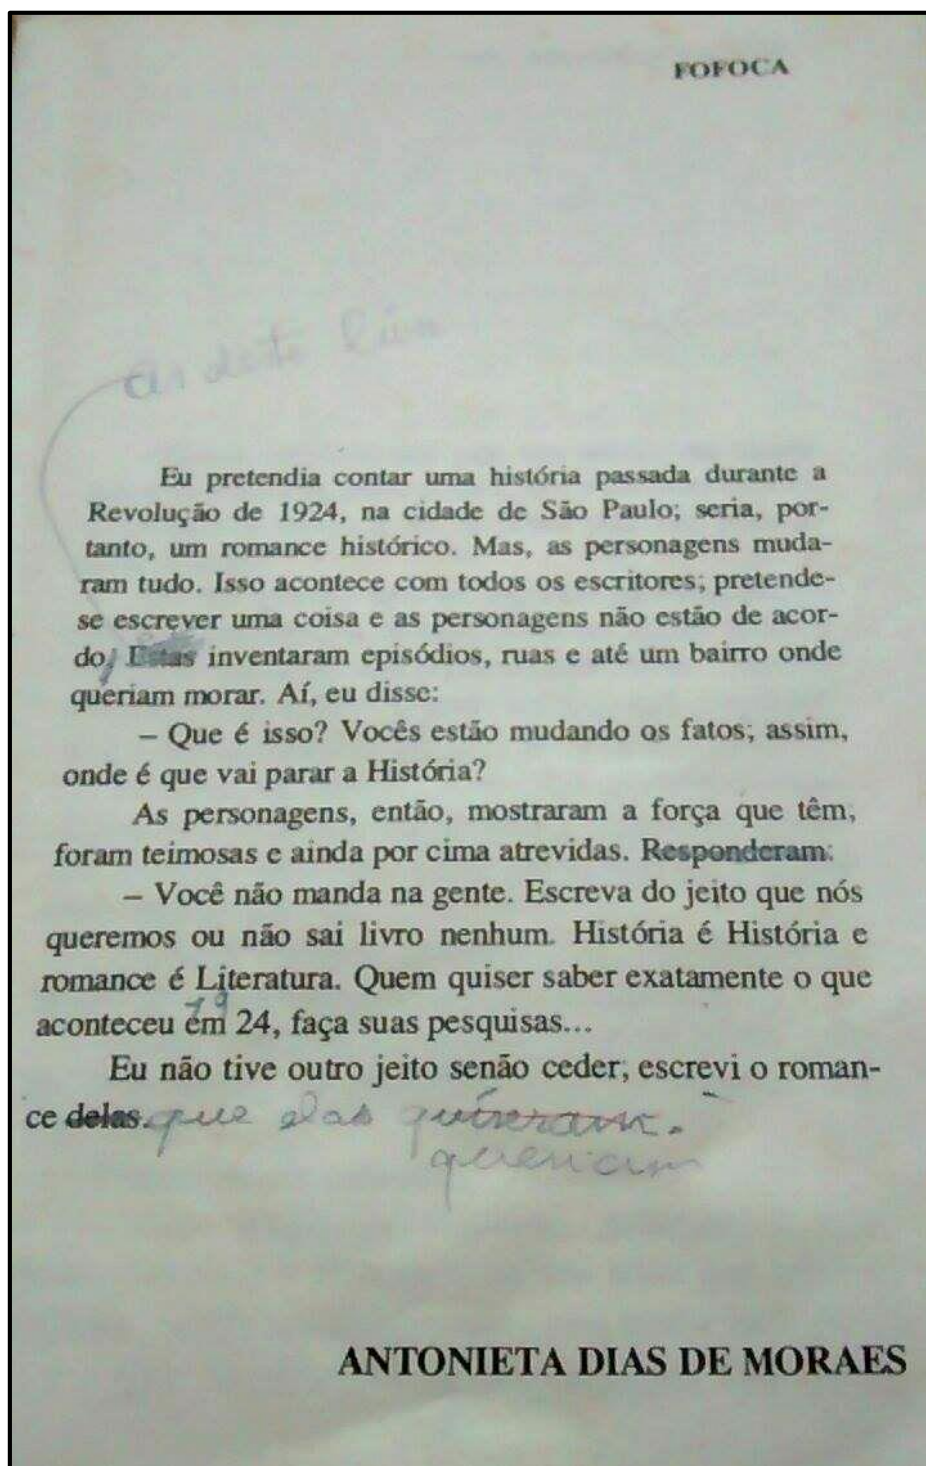 FOFOCA
Eu pretendia contar uma história passada durante a
Revolução de 1924, na cidade de São Paulo; seria, por-
tanto, um romance histórico. Mas, as personagens muda-
ram tudo. Isso acontece com todos os escritores; pretende-
se escrever uma coisa e as personagens não estão de acor-
do, Estas inventaram episódios, ruas e até um bairro onde
queriam morar. Aí, eu disse:
– Que é isso? Vocês estão mudando os fatos; assim,
onde é que vai parar a História?
As personagens, então, mostraram a força que têm,
foram teimosas e ainda por cima atrevidas. Responderam:
– Você não manda na gente. Escreva do jeito que nós
queremos ou não sai livro nenhum. História é História e
romance é Literatura. Quem quiser saber exatamente o que
19
aconteceu em 24, faça suas pesquisas...
Eu não tive outro jeito senão ceder, escrevi o roman-
ce delas. que elas quiseram.
queriam
ANTONIETA DIAS DE MORAES